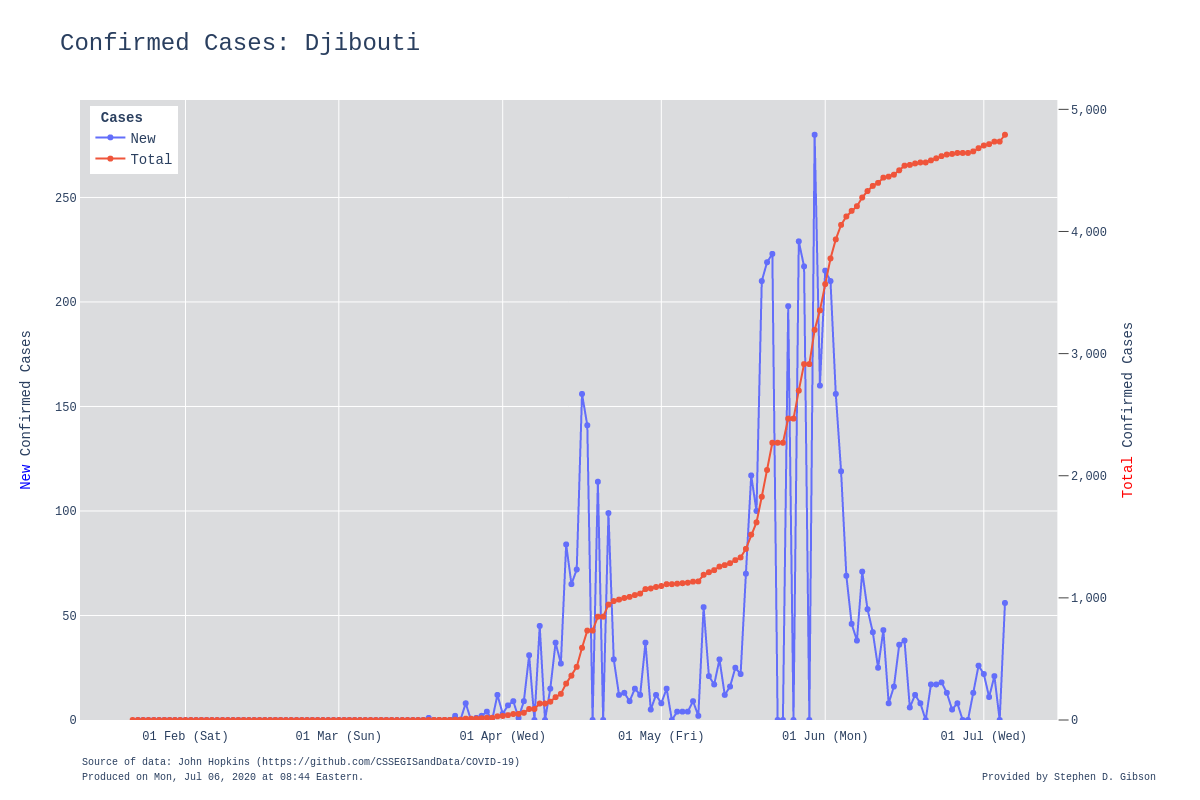 Confirmed Cases: Djibouti
Cases
New
Total
250
200
150
100
50
0
5,000
4,000
3,000
2,000
1,000
0
New Confirmed Cases
Total Confirmed Cases
01 Feb (Sat)
01 Mar (Sun)
01 Apr (Wed)
01 May (Fri)
01 Jun (Mon)
01 Jul (Wed)
Source of data: John Hopkins (https://github.com/CSSEGISandData/COVID-19)
Produced on Mon, Jul 06, 2020 at 08:44 Eastern.
Provided by Stephen D. Gibson